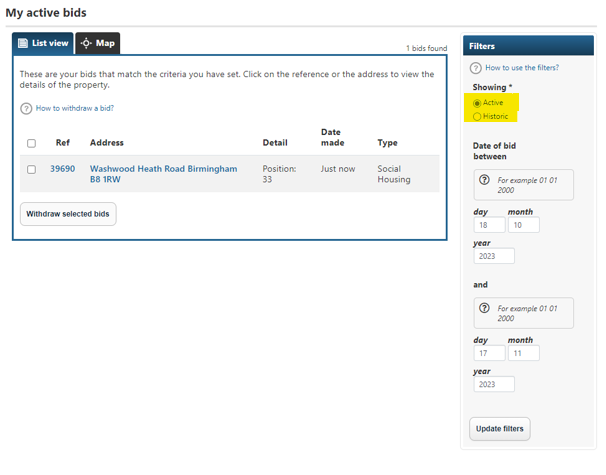 My active bids
List view
Map
1 bids found
These are your bids that match the criteria you have set. Click on the reference or the address to view the
details of the property.
? How to withdraw a bid?
Ref Address Detail Date made Type
39690 Washwood Heath Road Birmingham Position: Just now Social
B8 1RW 33 Housing
Withdraw selected bids
Filters
? How to use the filters?
Showing *
Active
Historic
Date of bid
between
? For example 01 01
2000
day month
18 10
year
2023
and
? For example 01 01
2000
day month
17 11
year
2023
Update filters